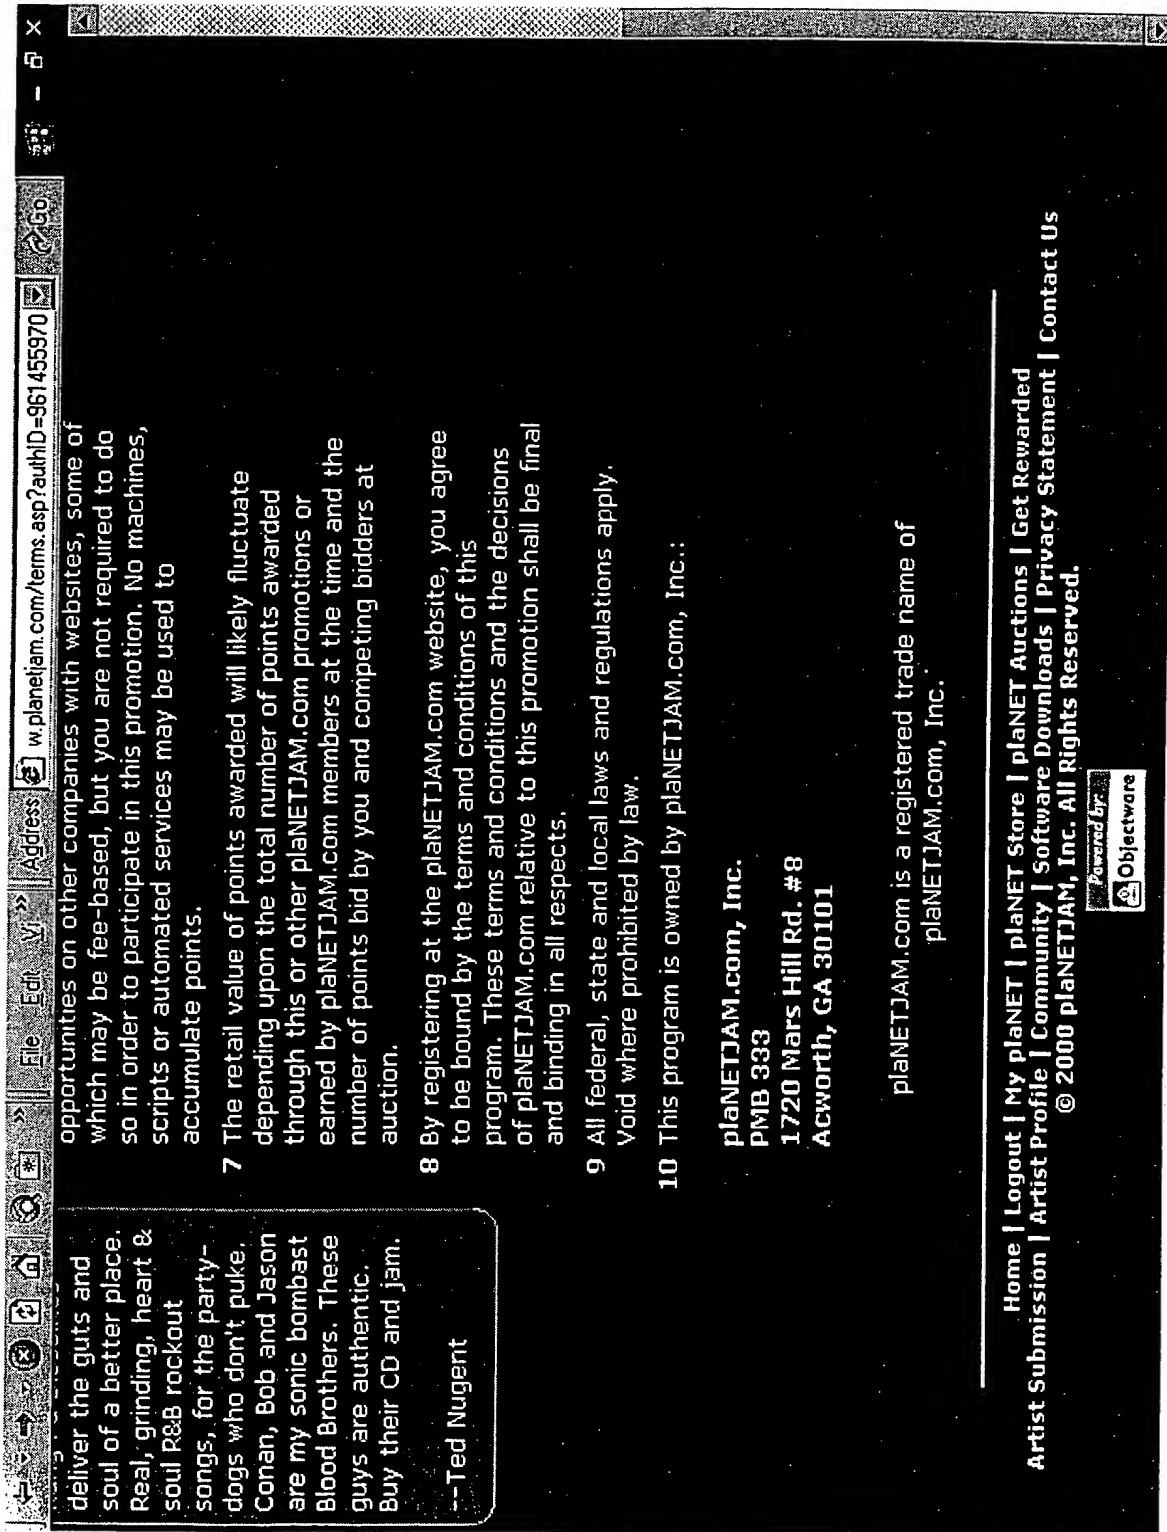 File Edit Vi » Address w.planetjam.com/terms.asp?authID=961455970 Go
deliver the guts and
soul of a better place.
Real, grinding, heart &
soul R&B rockout
songs, for the party-
dogs who don't puke.
Conan, Bob and Jason
are my sonic bombast
Blood Brothers. These
guys are authentic.
Buy their CD and jam.
--Ted Nugent
opportunities on other companies with websites, some of
which may be fee-based, but you are not required to do
so in order to participate in this promotion. No machines,
scripts or automated services may be used to
accumulate points.
7 The retail value of points awarded will likely fluctuate
depending upon the total number of points awarded
through this or other plaNETJAM.com promotions or
earned by plaNETJAM.com members at the time and the
number of points bid by you and competing bidders at
auction.
8 By registering at the plaNETJAM.com website, you agree
to be bound by the terms and conditions of this
program. These terms and conditions and the decisions
of plaNETJAM.com relative to this promotion shall be final
and binding in all respects.
9 All federal, state and local laws and regulations apply.
Void where prohibited by law.
10 This program is owned by plaNETJAM.com, Inc.:
plaNETJAM.com, Inc.
PMB 333
1720 Mars Hill Rd. #8
Acworth, GA 30101
plaNETJAM.com is a registered trade name of
plaNETJAM.com, Inc.
Home | Logout | My plaNET | plaNET Store | plaNET Auctions | Get Rewarded
Artist Submission | Artist Profile | Community | Software Downloads | Privacy Statement | Contact Us
© 2000 plaNETJAM, Inc. All Rights Reserved.
Powered by:
Objectware